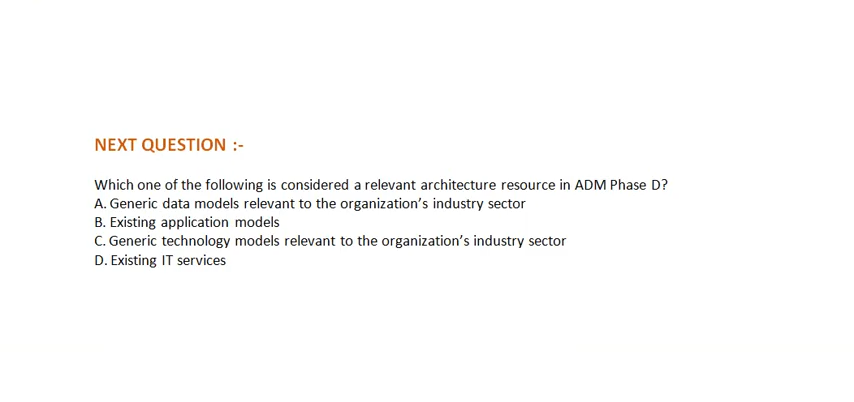 NEXT QUESTION :-
Which one of the following is considered a relevant architecture resource in ADM Phase D?
A. Generic data models relevant to the organization’s industry sector
B. Existing application models
C. Generic technology models relevant to the organization’s industry sector
D. Existing IT services